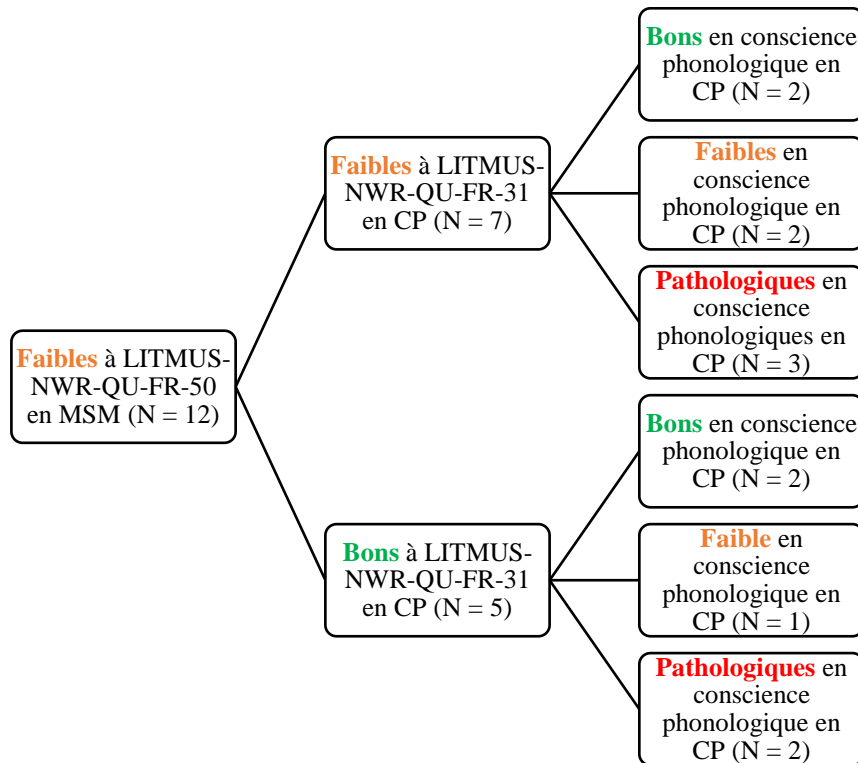 Faibles à LITMUS-
NWR-QU-FR-50
en MSM (N = 12)
Faibles à LITMUS-
NWR-QU-FR-31
en CP (N = 7)
Bons en conscience
phonologique en
CP (N = 2)
Faibles en
conscience
phonologique en
CP (N = 2)
Pathologiques en
conscience
phonologiques en
CP (N = 3)
Bons à LITMUS-
NWR-QU-FR-31
en CP (N = 5)
Bons en conscience
phonologique en
CP (N = 2)
Faible en
conscience
phonologique en
CP (N = 1)
Pathologiques en
conscience
phonologique en
CP (N = 2)